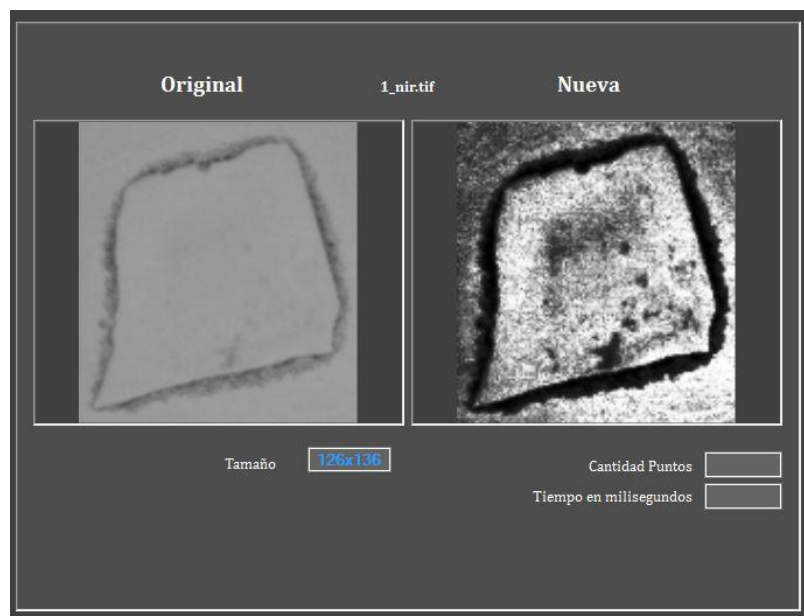 Original 1_nir.tif Nueva
Tamaño 126x136
Cantidad Puntos
Tiempo en milisegundos